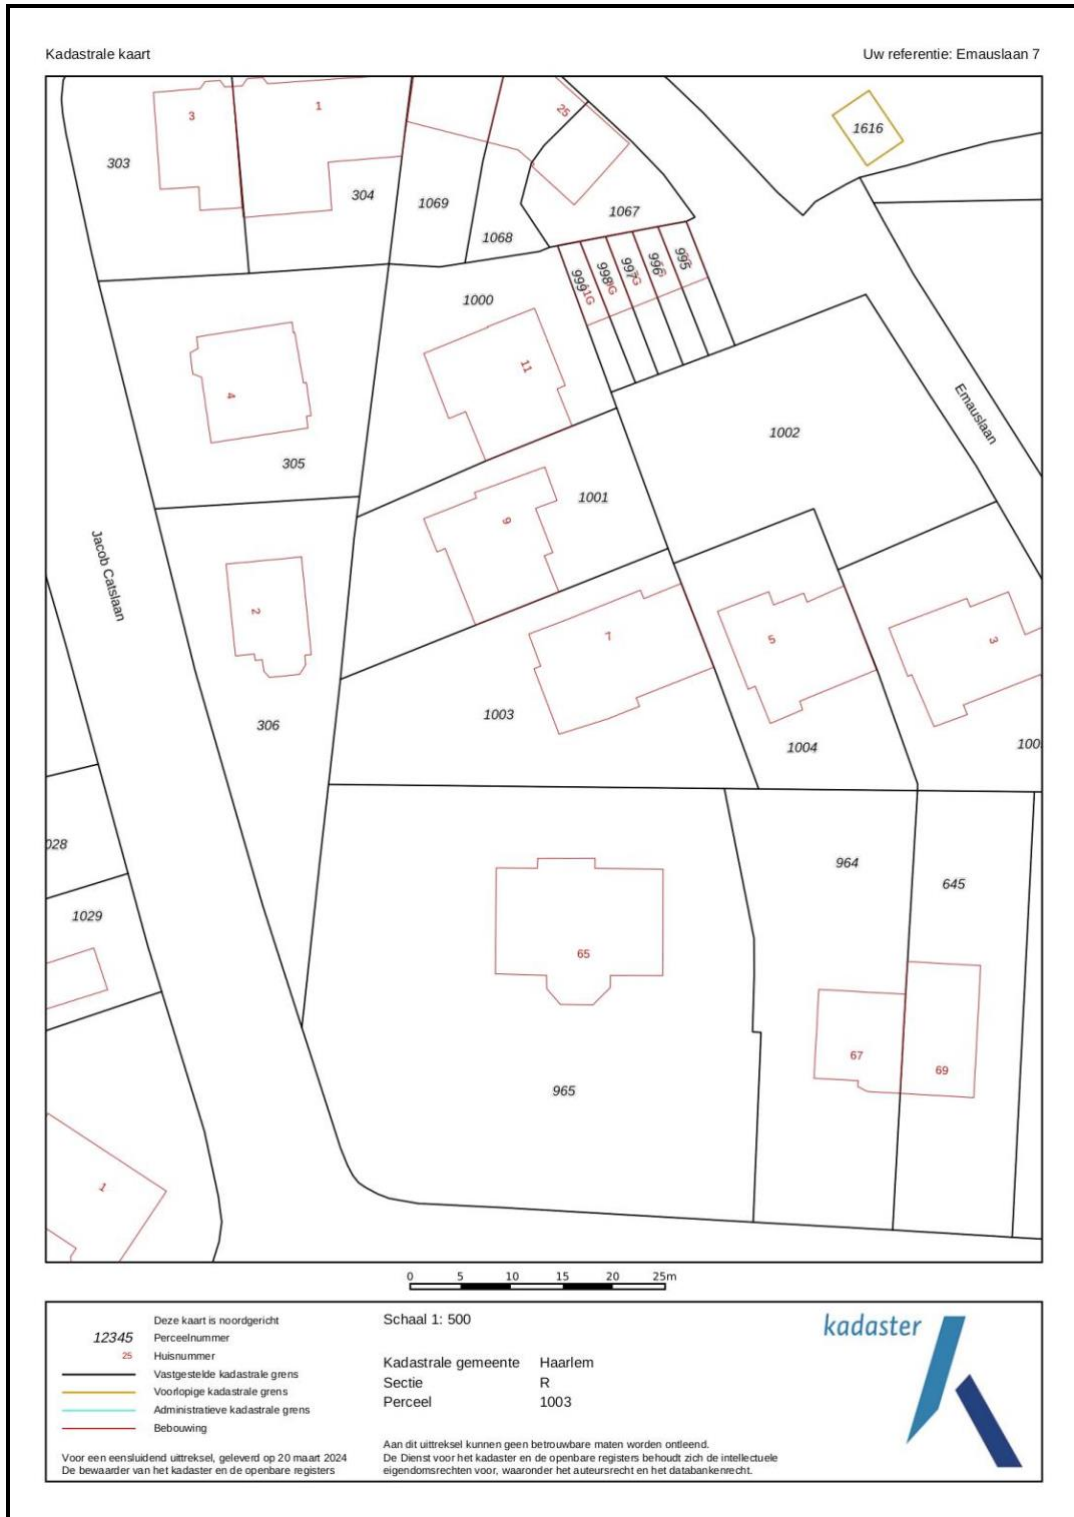 Kadastrale kaart
Uw referentie: Emauslaan 7
3
1
25
1616
303
304
1069
1067
1068
999
998
997
996
995
1000
11
4
Emauslaan
1002
305
1001
9
Jacob Catslaan
2
7
5
3
306
1003
1004
100
028
964
645
1029
65
67
69
965
1
0 5 10 15 20 25m
Deze kaart is noordgericht
12345 Perceelnummer
25 Huisnummer
Vastgestelde kadastrale grens
Voorlopige kadastrale grens
Administratieve kadastrale grens
Bebouwing
Voor een eensluidend uittreksel, geleverd op 20 maart 2024
De bewaarder van het kadaster en de openbare registers
Schaal 1: 500
Kadastrale gemeente Haarlem
Sectie R
Perceel 1003
Aan dit uittreksel kunnen geen betrouwbare maten worden ontleend.
De Dienst voor het kadaster en de openbare registers behoudt zich de intellectuele
eigendomsrechten voor, waaronder het auteursrecht en het databankenrecht.
kadaster